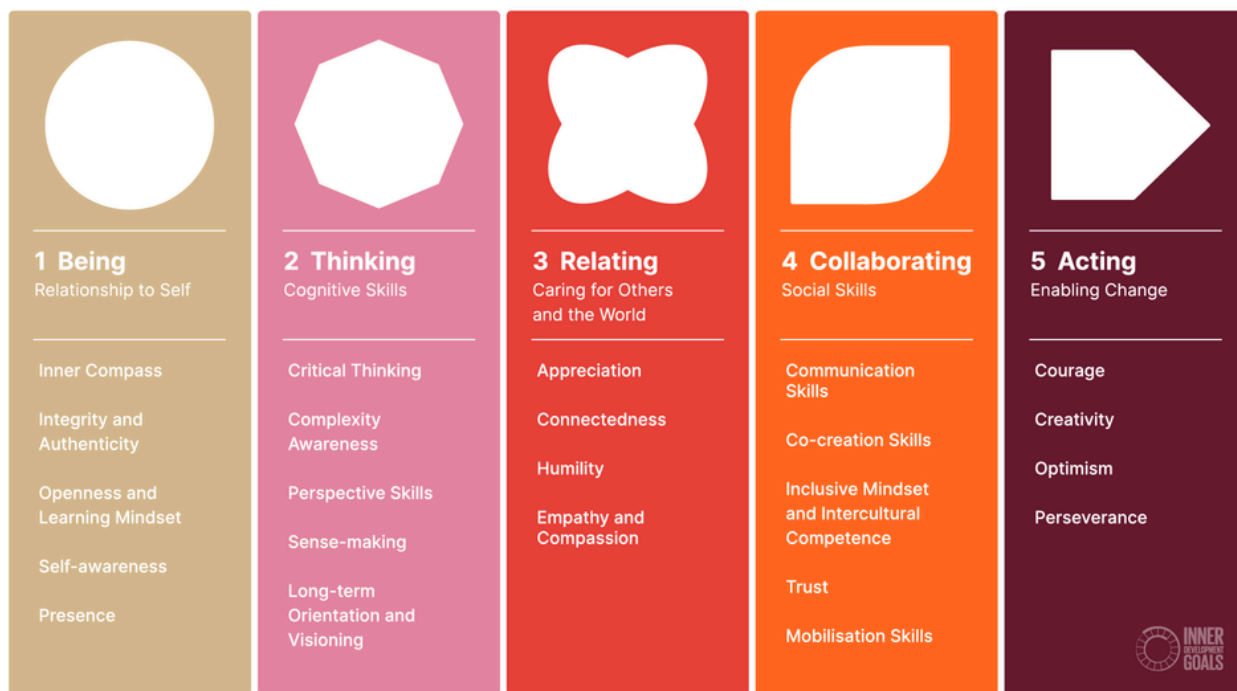 1 Being
Relationship to Self
Inner Compass
Integrity and
Authenticity
Openness and
Learning Mindset
Self-awareness
Presence
2 Thinking
Cognitive Skills
Critical Thinking
Complexity
Awareness
Perspective Skills
Sense-making
Long-term
Orientation and
Visioning
3 Relating
Caring for Others
and the World
Appreciation
Connectedness
Humility
Empathy and
Compassion
4 Collaborating
Social Skills
Communication
Skills
Co-creation Skills
Inclusive Mindset
and Intercultural
Competence
Trust
Mobilisation Skills
5 Acting
Enabling Change
Courage
Creativity
Optimism
Perseverance
INNER
DEVELOPMENT
GOALS